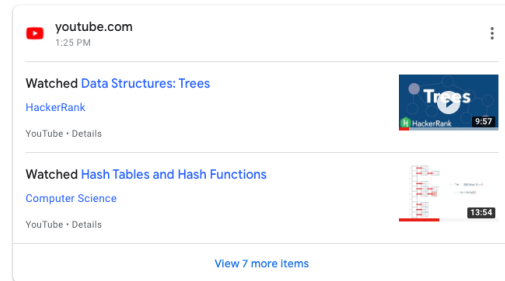 youtube.com
1:25 PM
Watched Data Structures: Trees
HackerRank
YouTube • Details
Trees
HackerRank
9:57
Watched Hash Tables and Hash Functions
Computer Science
YouTube • Details
13:54
View 7 more items